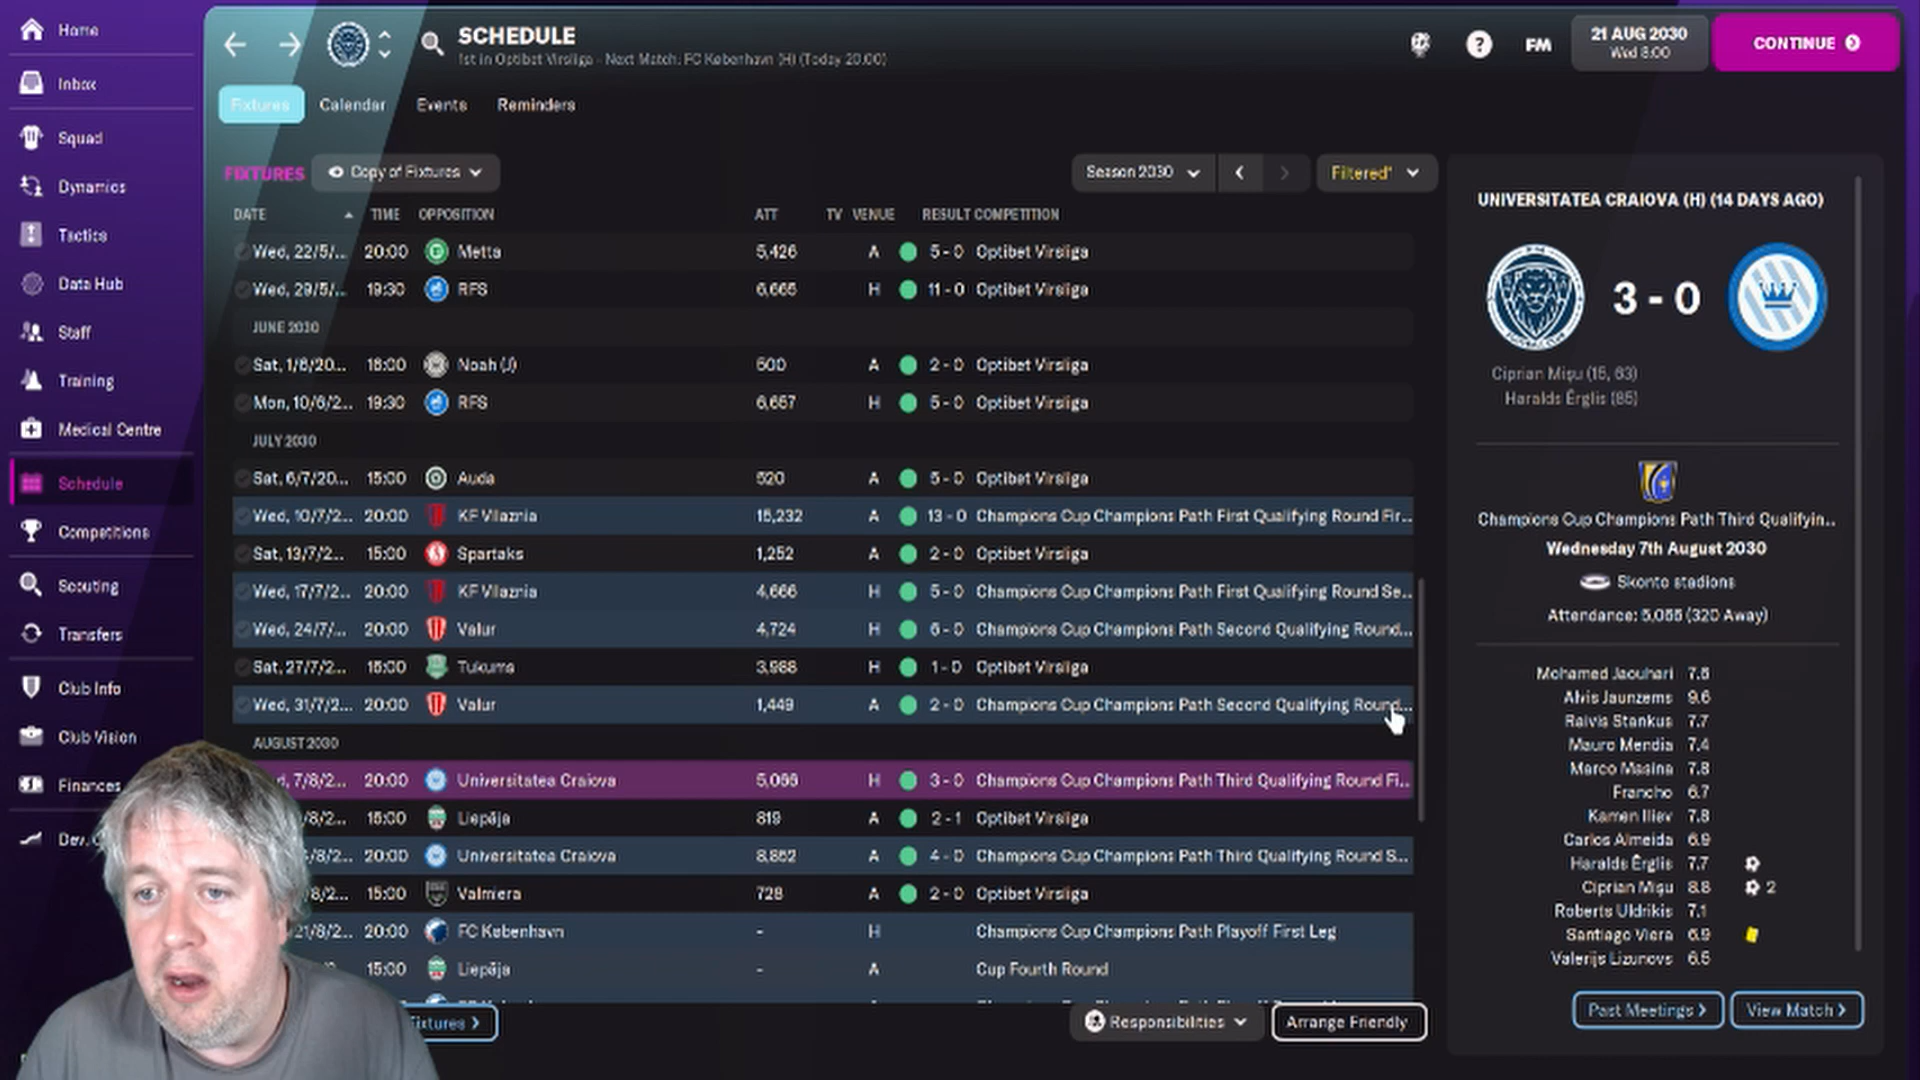 Home
Inbox
Squad
Dynamics
Tactics
Data Hub
Staff
Training
Medical Centre
Schedule
Competitions
Scouting
Transfers
Club Info
Club Vision
Finances
SCHEDULE
1st in Optibet Virsliga - Next Match: FC København (H) (Today 20:00)
FM
21 AUG 2030
Wed 8:00
CONTINUE
Fixtures Calendar Events Reminders
FIXTURES Copy of Fixtures Season 2030 Filtered*
DATE TIME OPPOSITION ATT TV VENUE RESULT COMPETITION
Wed, 22/5/... 20:00 Metta 5,426 A 5 - 0 Optibet Virsliga
Wed, 29/5/... 19:30 RFS 6,665 H 11 - 0 Optibet Virsliga
JUNE 2030
Sat, 1/6/20... 16:00 Noah (J) 500 A 2 - 0 Optibet Virsliga
Mon, 10/6/2... 19:30 RFS 6,657 H 5 - 0 Optibet Virsliga
JULY 2030
Sat, 6/7/20... 15:00 Auda 520 A 5 - 0 Optibet Virsliga
Wed, 10/7/2... 20:00 KF Vllaznia 15,232 A 13 - 0 Champions Cup Champions Path First Qualifying Round Fir...
Sat, 13/7/2... 15:00 Spartaks 1,252 A 2 - 0 Optibet Virsliga
Wed, 17/7/2... 20:00 KF Vllaznia 4,666 H 5 - 0 Champions Cup Champions Path First Qualifying Round Se...
Wed, 24/7/... 20:00 Valur 4,724 H 6 - 0 Champions Cup Champions Path Second Qualifying Round...
Sat, 27/7/2... 15:00 Tukums 3,988 H 1 - 0 Optibet Virsliga
Wed, 31/7/2... 20:00 Valur 1,449 A 2 - 0 Champions Cup Champions Path Second Qualifying Round...
AUGUST 2030
7/8/2... 20:00 Universitatea Craiova 5,066 H 3 - 0 Champions Cup Champions Path Third Qualifying Round Fi...
/8/2... 15:00 Liepāja 819 A 2 - 1 Optibet Virsliga
/8/2... 20:00 Universitatea Craiova 8,852 A 4 - 0 Champions Cup Champions Path Third Qualifying Round S...
/8/2... 15:00 Valmiera 728 A 2 - 0 Optibet Virsliga
21/8/2... 20:00 FC København - H Champions Cup Champions Path Playoff First Leg
15:00 Liepāja - A Cup Fourth Round
Responsibilities Arrange Friendly
UNIVERSITATEA CRAIOVA (H) (14 DAYS AGO)
3 - 0
Ciprian Mișu (15, 63)
Haralds Ērglis (85)
Champions Cup Champions Path Third Qualifyin...
Wednesday 7th August 2030
Skonto stadions
Attendance: 5,066 (320 Away)
Mohamed Jaouhari 7.5
Alvis Jaunzems 9.6
Raivis Stankus 7.7
Mauro Mendia 7.4
Marco Masina 7.8
Francho 6.7
Kamen Iliev 7.8
Carlos Almeida 6.9
Haralds Ērglis 7.7
Ciprian Mișu 8.8 2
Roberts Uldrikis 7.1
Santiago Viera 6.9
Valerijs Lizunovs 6.5
Past Meetings View Match